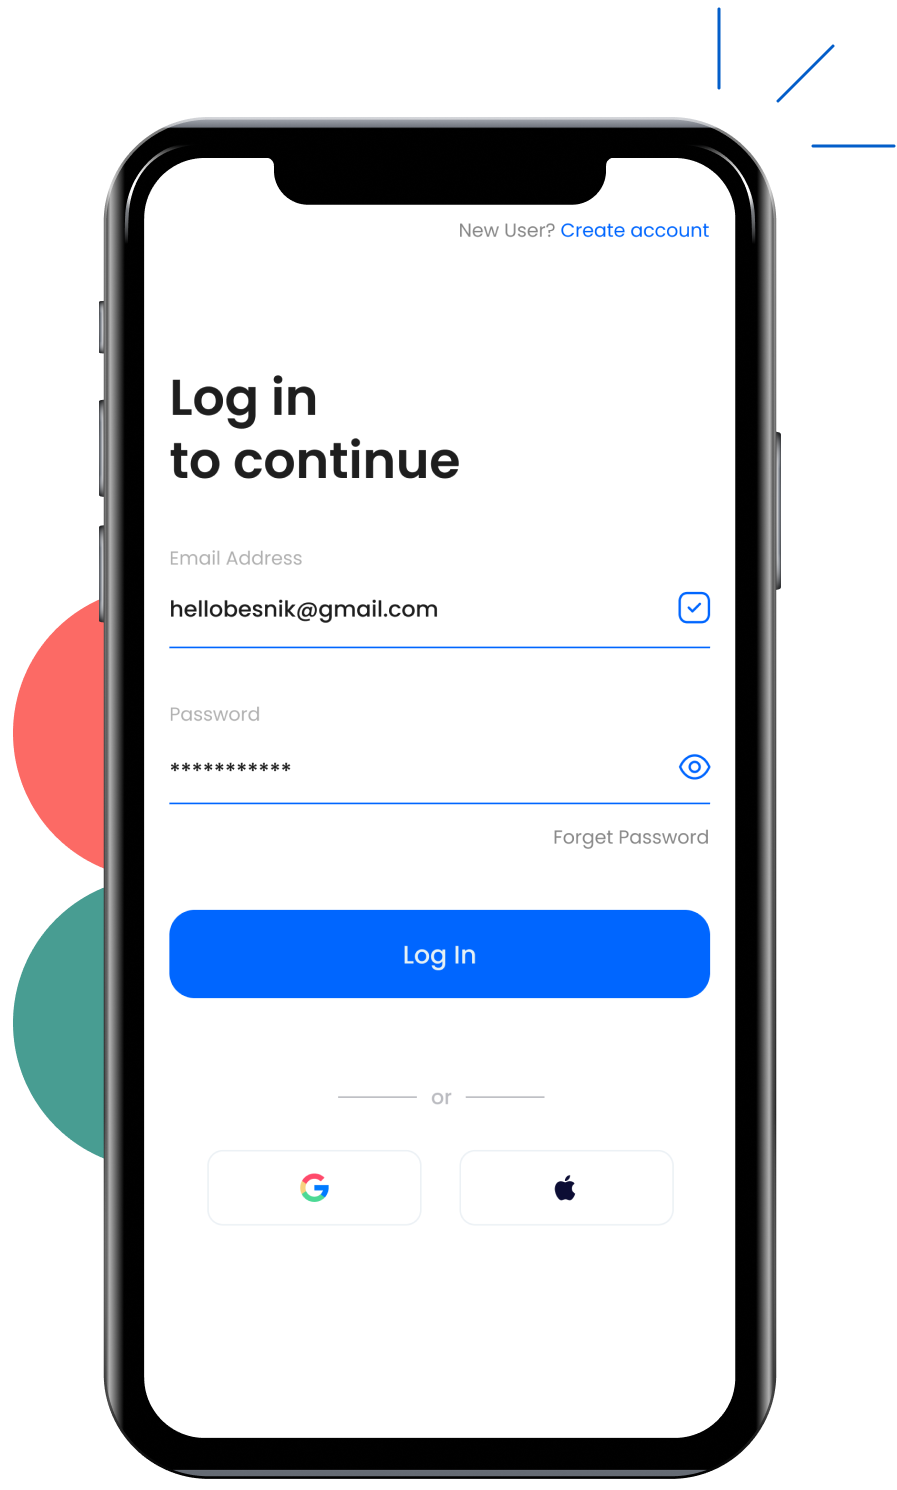 New User? Create account
Log in
to continue
Email Address
hellobesnik@gmail.com
Password
***********
Forget Password
Log In
or